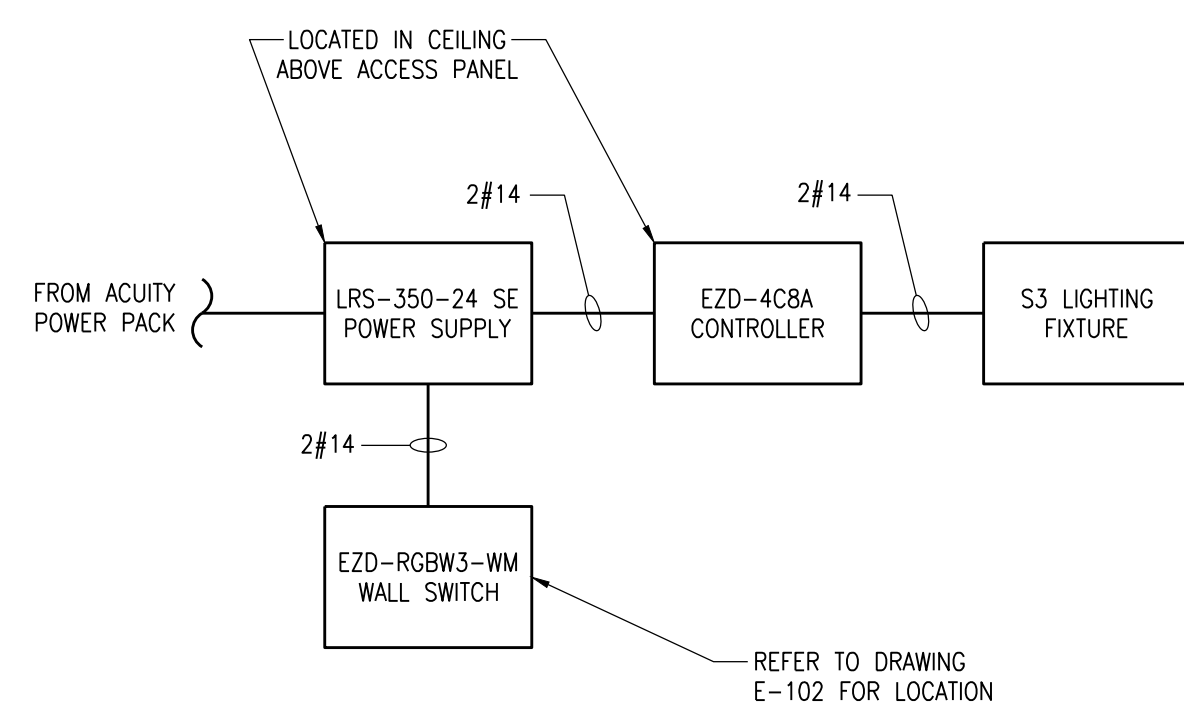 LOCATED IN CEILING
ABOVE ACCESS PANEL
2#14
2#14
FROM ACUITY
POWER PACK
LRS-350-24 SE
POWER SUPPLY
EZD-4C8A
CONTROLLER
S3 LIGHTING
FIXTURE
2#14
EZD-RGBW3-WM
WALL SWITCH
REFER TO DRAWING
E-102 FOR LOCATION